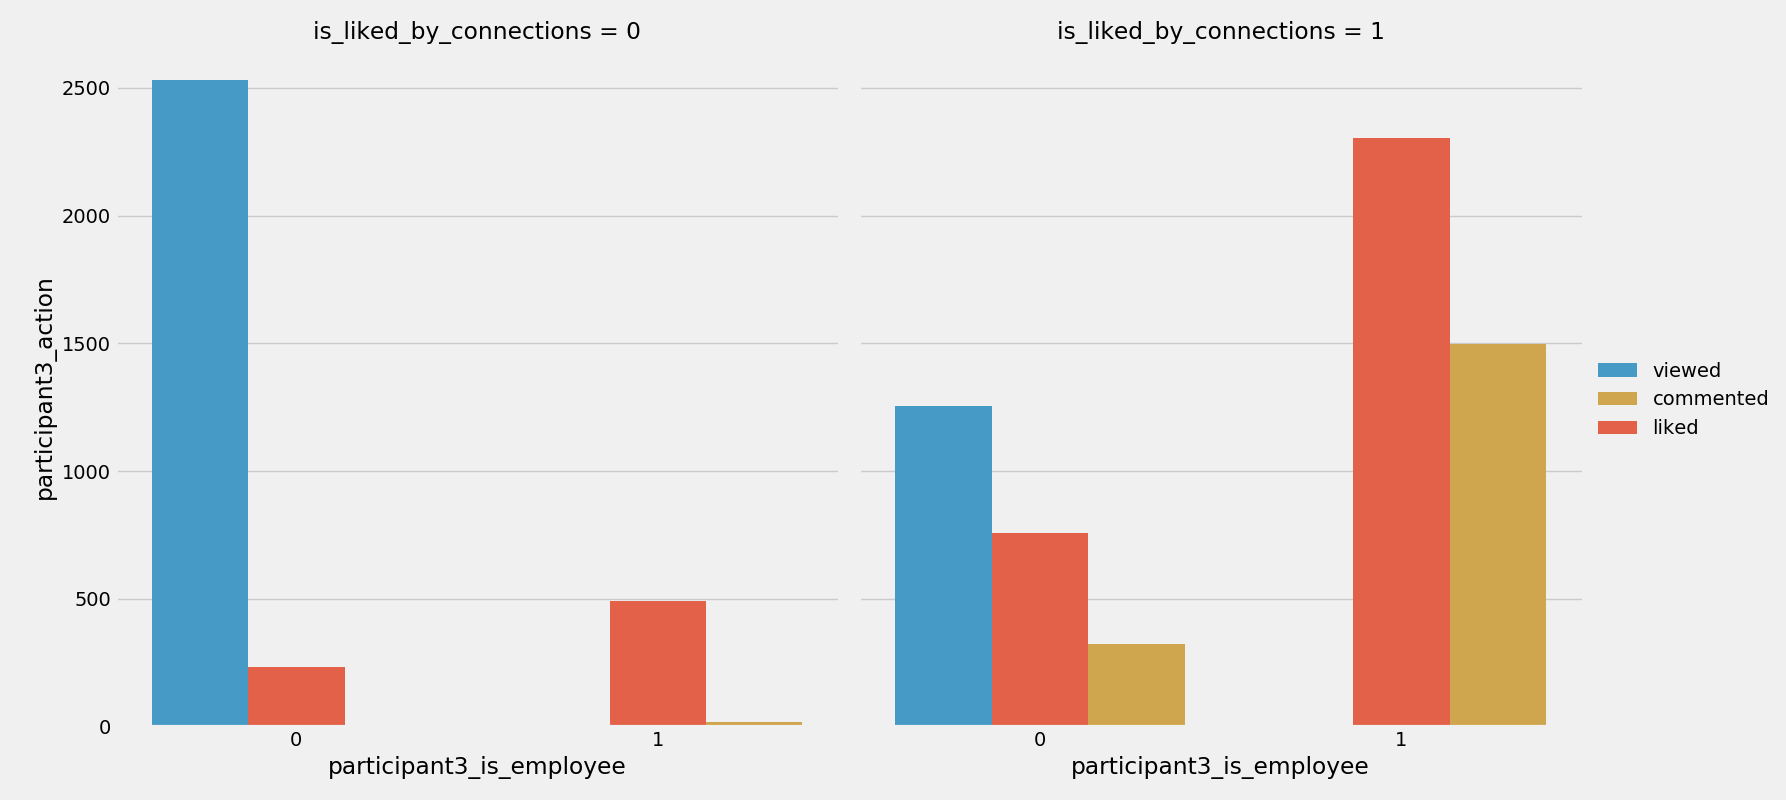 is_liked_by_connections = 0
is_liked_by_connections = 1
participant3_action
2500
2000
1500
1000
500
0
0
1
0
1
participant3_is_employee
participant3_is_employee
viewed
commented
liked